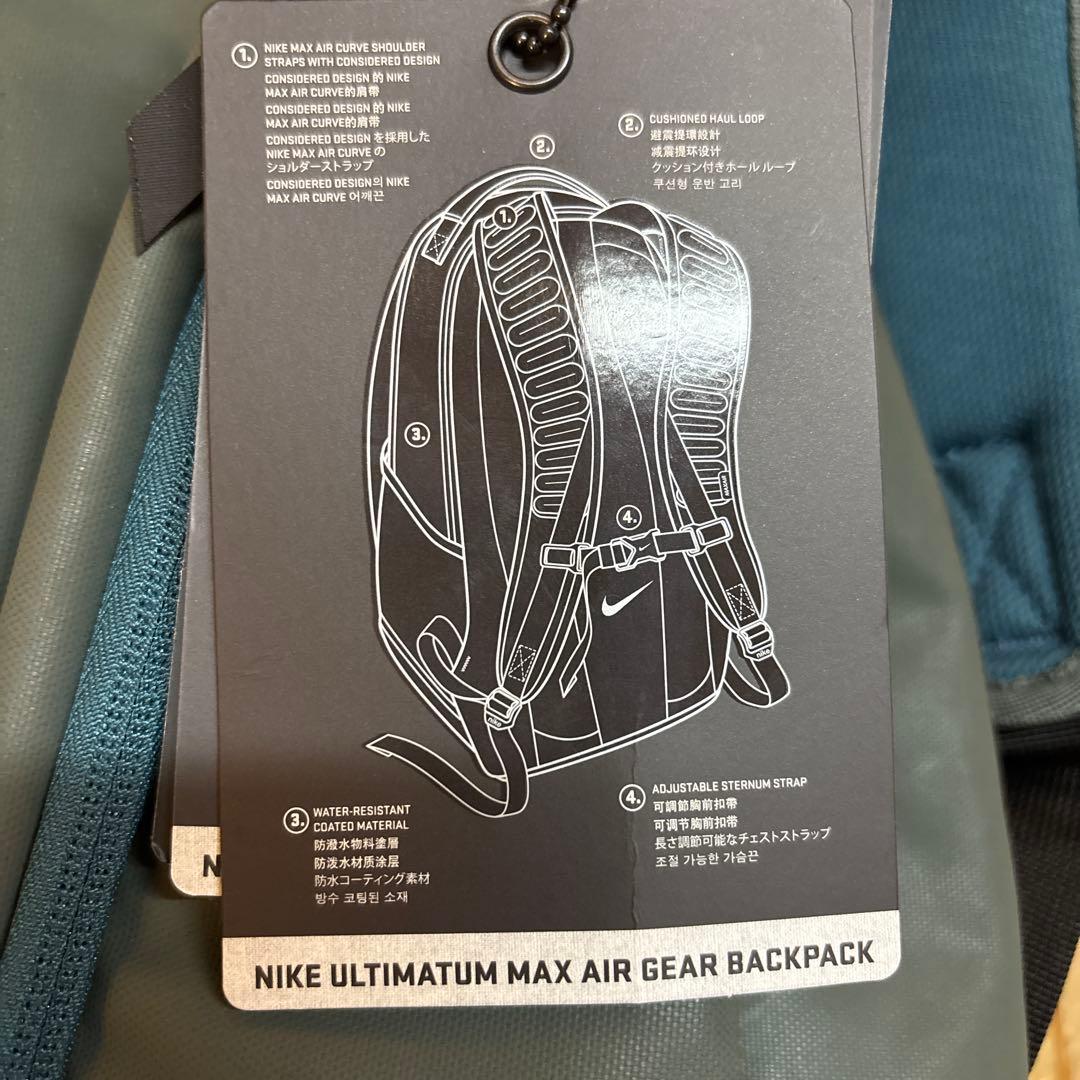 1.
NIKE MAX AIR CURVE SHOULDER
STRAPS WITH CONSIDERED DESIGN
CONSIDERED DESIGN 的 NIKE
MAX AIR CURVE的肩帶
CONSIDERED DESIGN 的 NIKE
MAX AIR CURVE的肩带
CONSIDERED DESIGN を採用した
NIKE MAX AIR CURVE の
ショルダーストラップ
CONSIDERED DESIGN의 NIKE
MAX AIR CURVE 어깨끈
2.
CUSHIONED HAUL LOOP
避震提環設計
减震提环设计
クッション付きホール ループ
쿠션형 운반 고리
2.
1.
3.
4.
MAX AIR
nike
nike
3.
WATER-RESISTANT
COATED MATERIAL
防潑水物料塗層
防泼水材质涂层
防水コーティング素材
방수 코팅된 소재
4.
ADJUSTABLE STERNUM STRAP
可調節胸前扣帶
可调节胸前扣带
長さ調節可能なチェストストラップ
조절 가능한 가슴끈
N
NIKE ULTIMATUM MAX AIR GEAR BACKPACK